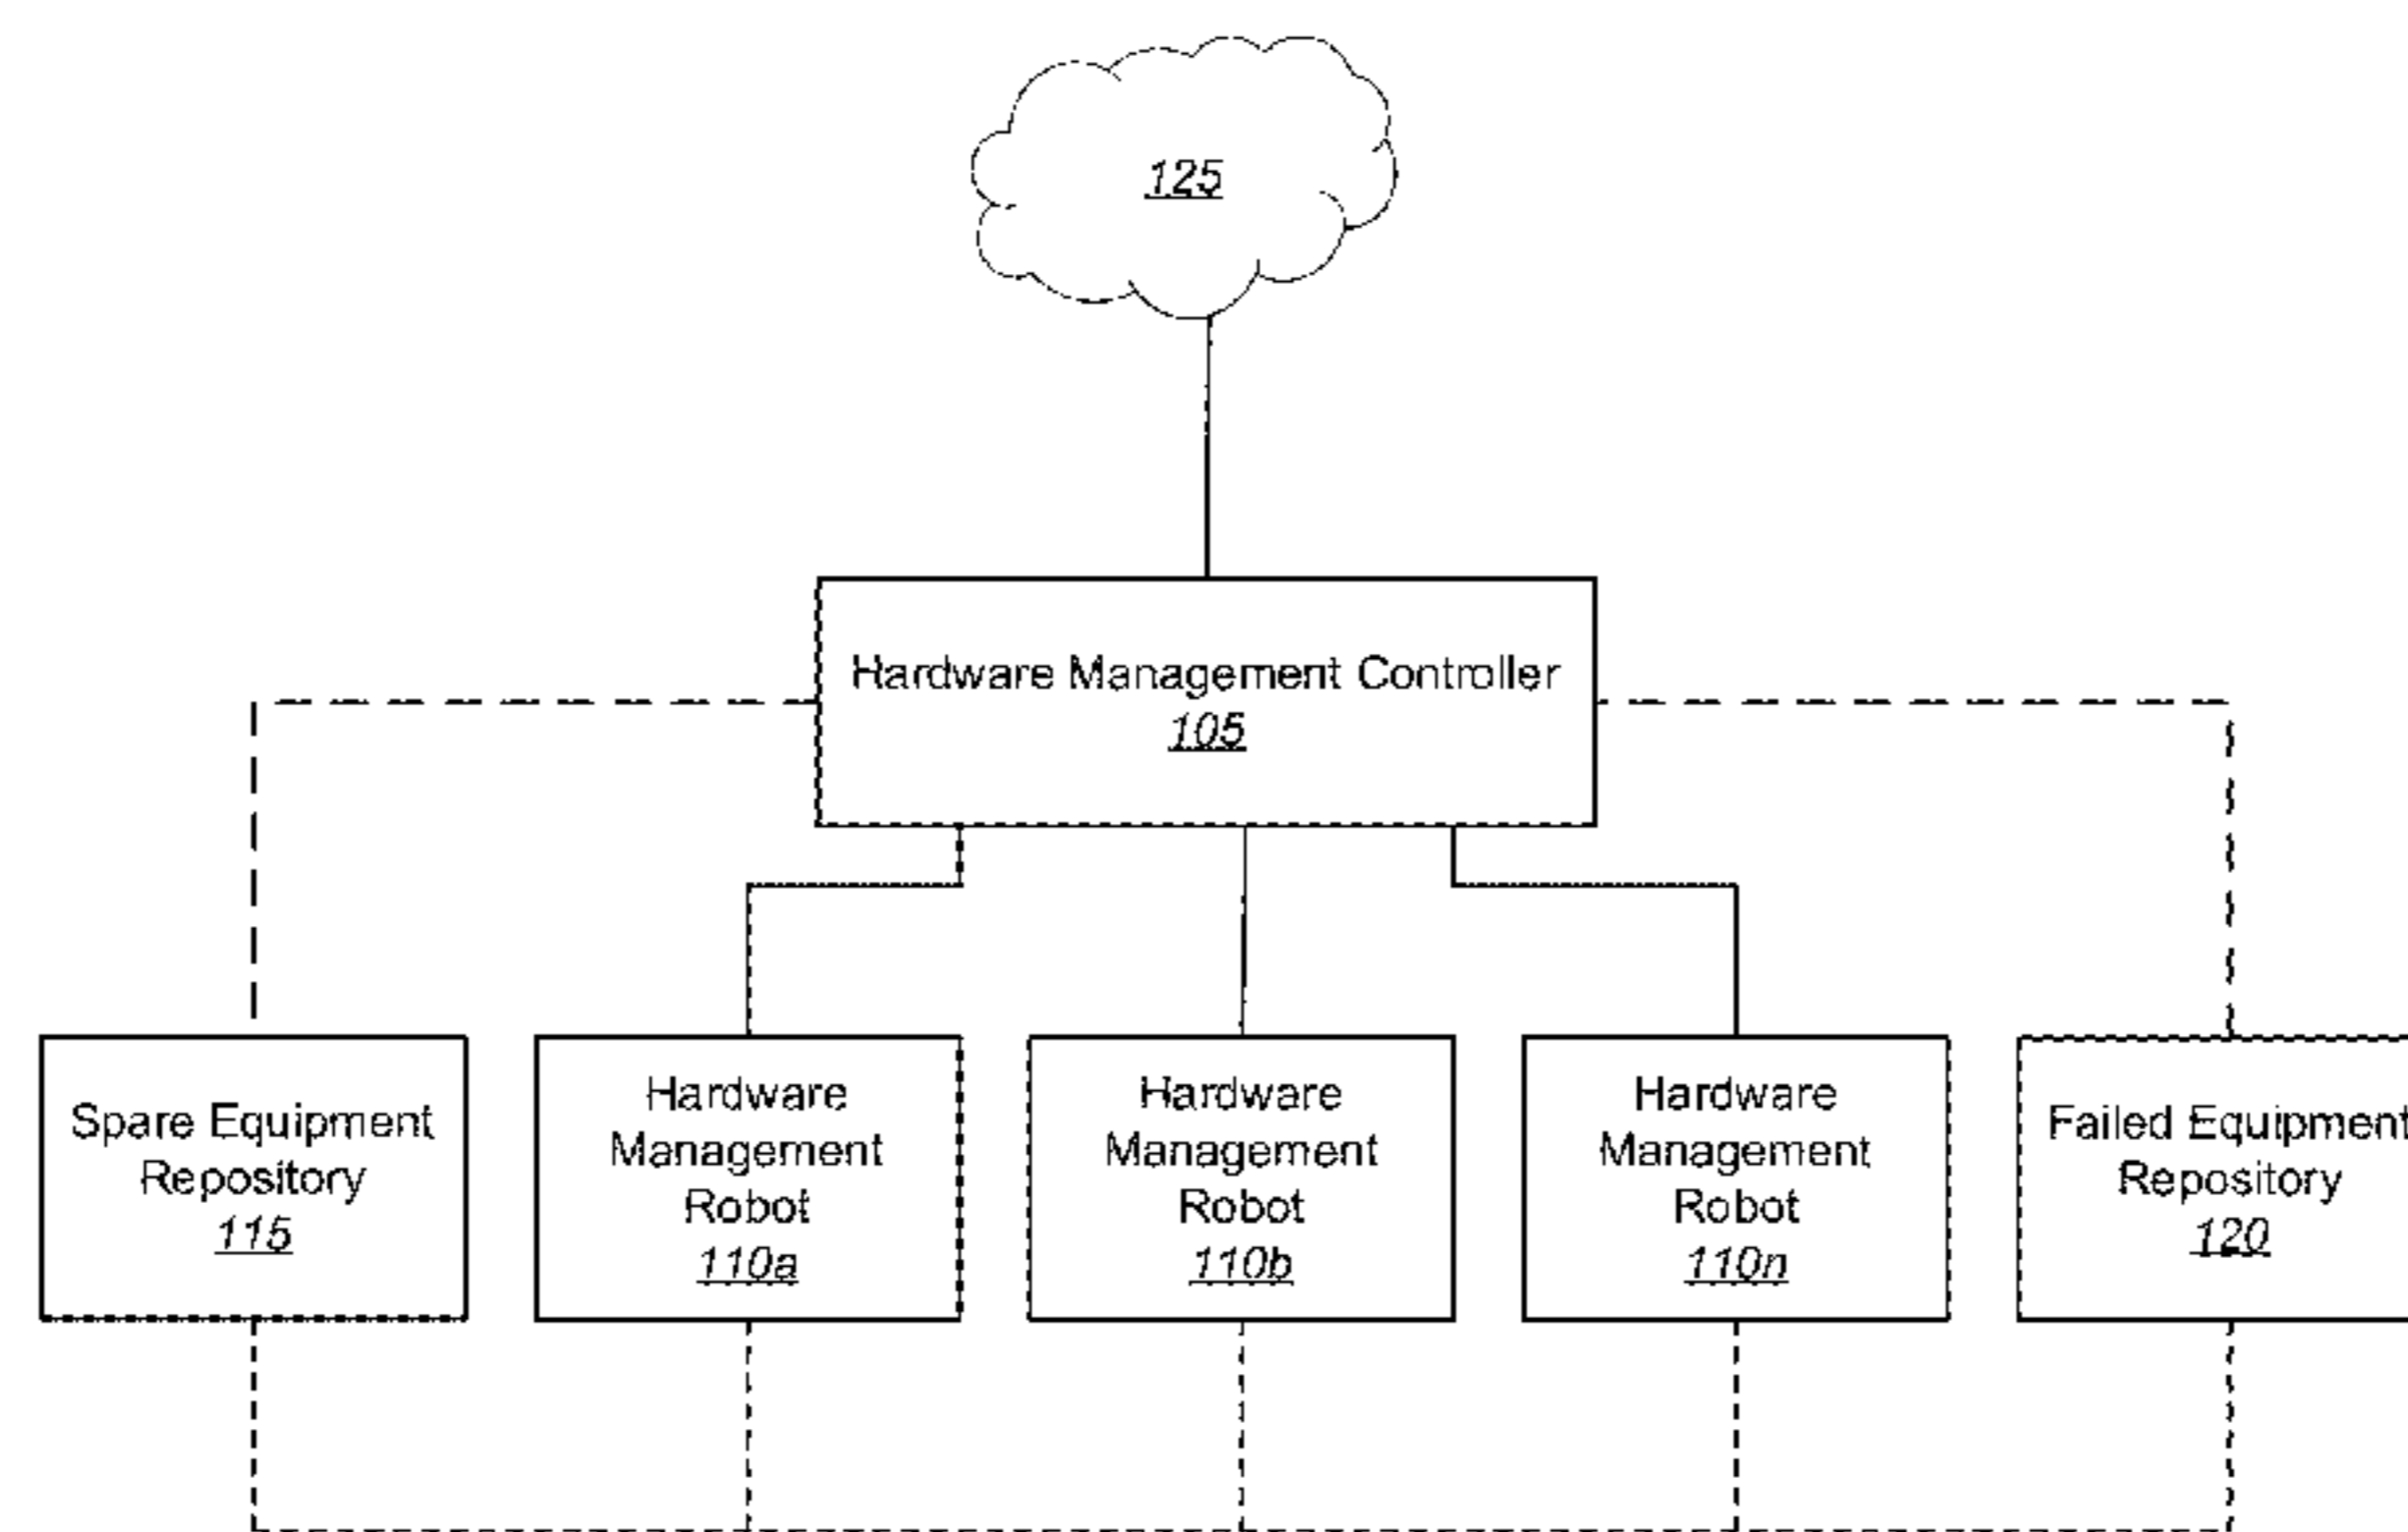 125
Hardware Management Controller
105
Spare Equipment
Repository
115
Hardware
Management
Robot
110a
Hardware
Management
Robot
110b
Hardware
Management
Robot
110n
Failed Equipment
Repository
120